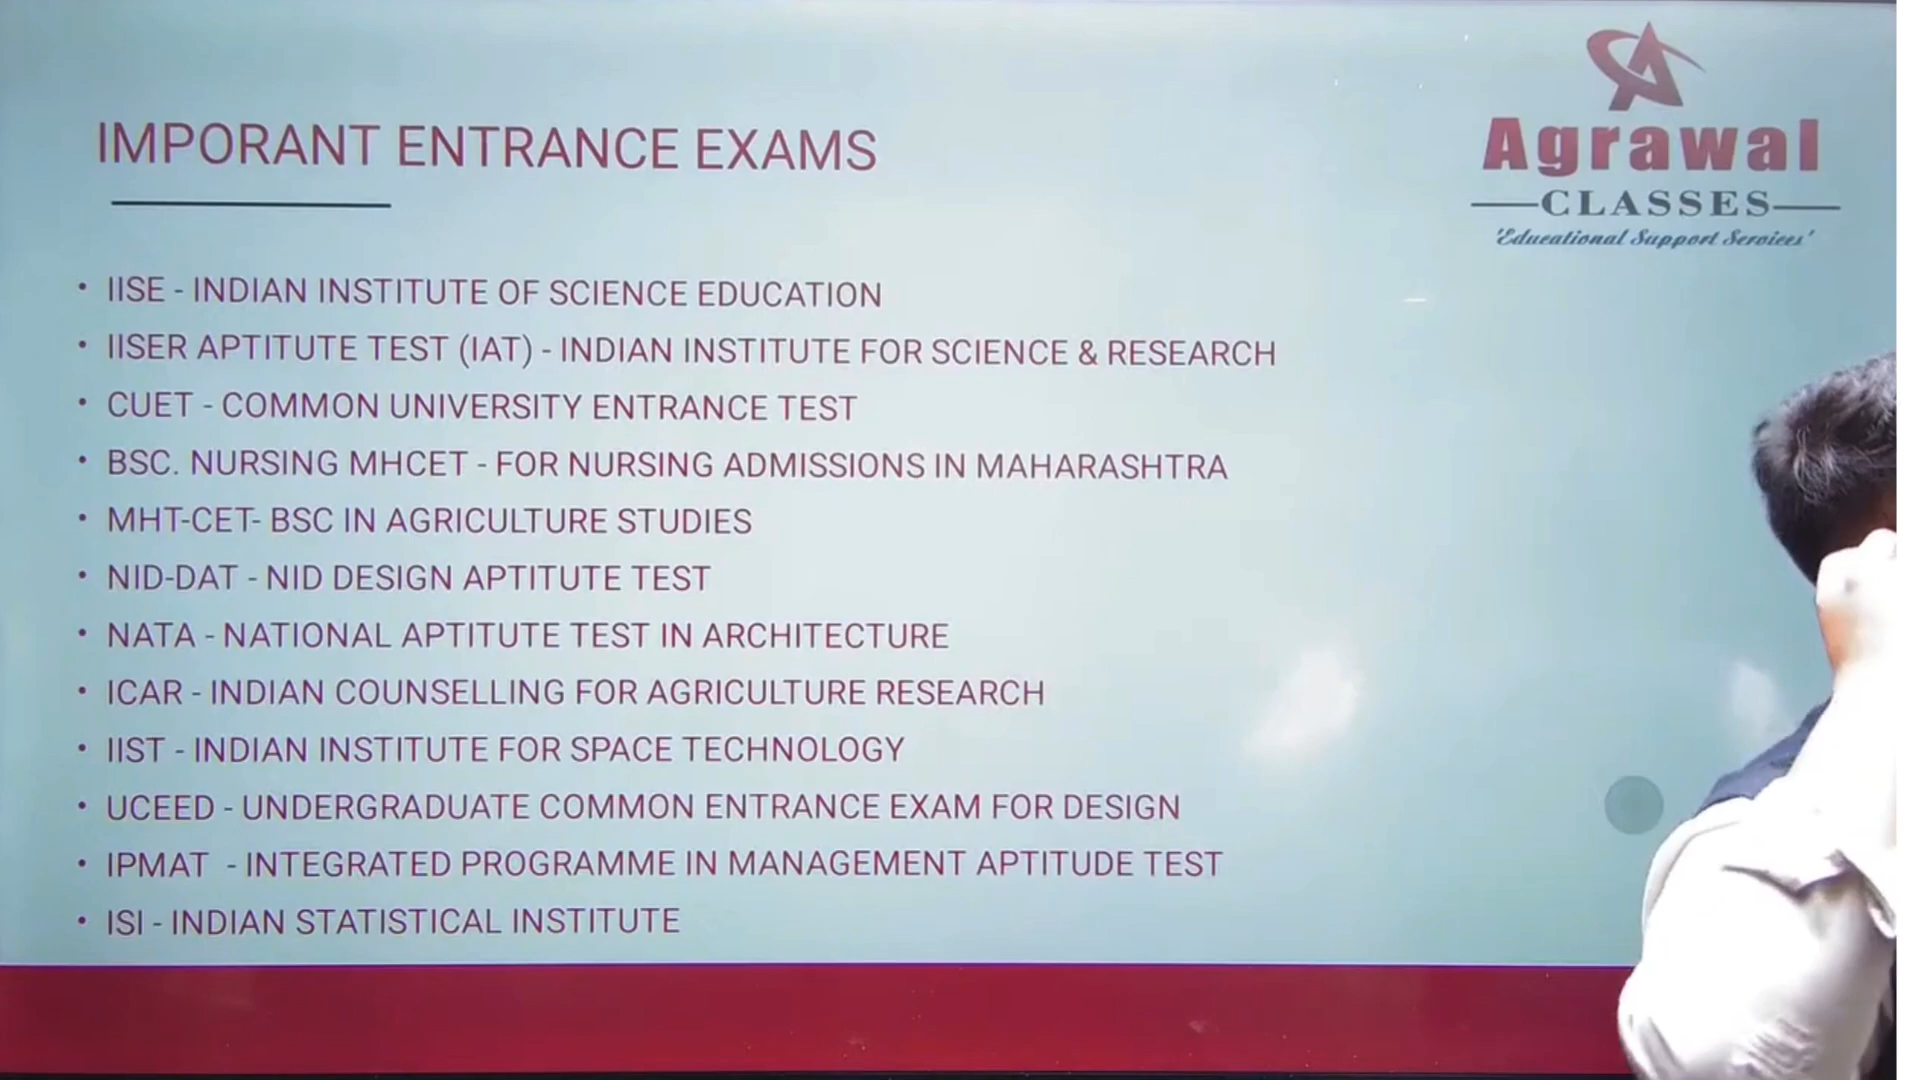 Agrawal
CLASSES
'Educational Support Services'
IMPORANT ENTRANCE EXAMS
• IISE - INDIAN INSTITUTE OF SCIENCE EDUCATION
• IISER APTITUTE TEST (IAT) - INDIAN INSTITUTE FOR SCIENCE & RESEARCH
• CUET - COMMON UNIVERSITY ENTRANCE TEST
• BSC. NURSING MHCET - FOR NURSING ADMISSIONS IN MAHARASHTRA
• MHT-CET- BSC IN AGRICULTURE STUDIES
• NID-DAT - NID DESIGN APTITUTE TEST
• NATA - NATIONAL APTITUTE TEST IN ARCHITECTURE
• ICAR - INDIAN COUNSELLING FOR AGRICULTURE RESEARCH
• IIST - INDIAN INSTITUTE FOR SPACE TECHNOLOGY
• UCEED - UNDERGRADUATE COMMON ENTRANCE EXAM FOR DESIGN
• IPMAT - INTEGRATED PROGRAMME IN MANAGEMENT APTITUDE TEST
• ISI - INDIAN STATISTICAL INSTITUTE